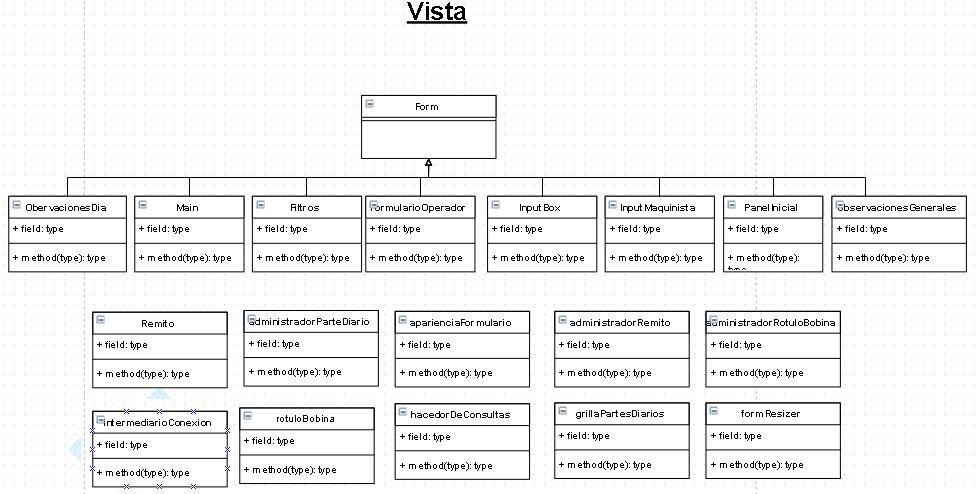 Vista
Form
ObervacionesDia
+ field: type
+ method(type): type
Main
+ field: type
+ method(type): type
Filtros
+ field: type
+ method(type): type
formularioOperador
+ field: type
+ method(type): type
InputBox
+ field: type
+ method(type): type
InputMaquinista
+ field: type
+ method(type): type
PanelInicial
+ field: type
+ method(type):
type
ObservacionesGenerales
+ field: type
+ method(type): type
Remito
+ field: type
+ method(type): type
administradorParteDiario
+ field: type
+ method(type): type
aparienciaFormulario
+ field: type
+ method(type): type
administradorRemito
+ field: type
+ method(type): type
administradorRotuloBobina
+ field: type
+ method(type): type
intermediarioConexion
+ field: type
+ method(type): type
rotuloBobina
+ field: type
+ method(type): type
hacedorDeConsultas
+ field: type
+ method(type): type
grillaPartesDiarios
+ field: type
+ method(type): type
formResizer
+ field: type
+ method(type): type